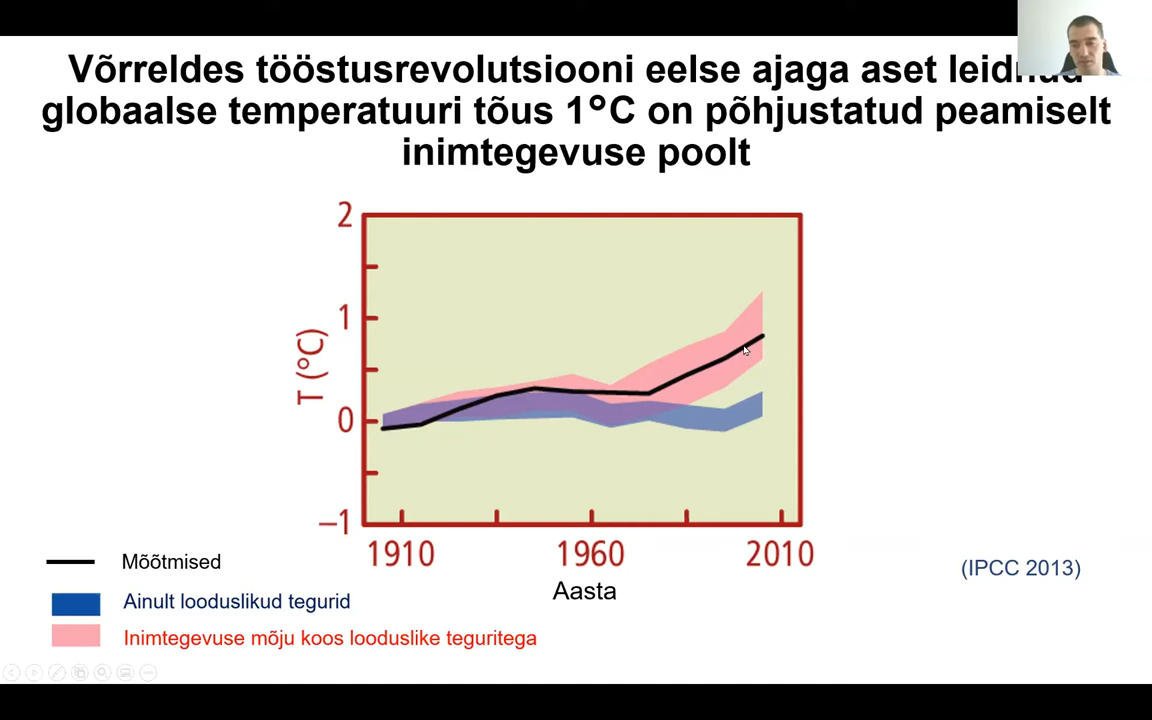 Võrreldes tööstusrevolutsiooni eelse ajaga aset leidnud
globaalse temperatuuri tõus 1°C on põhjustatud peamiselt
inimtegevuse poolt
2
1
0
–1
T (°C)
1910
1960
2010
Aasta
Mõõtmised
Ainult looduslikud tegurid
Inimtegevuse mõju koos looduslike teguritega
(IPCC 2013)